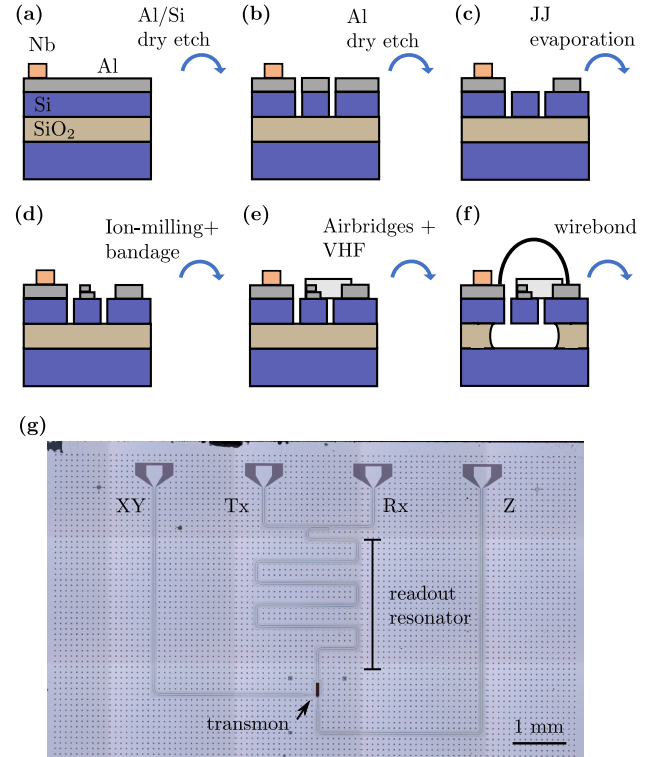 (a)
Al/Si
dry etch
Nb
Al
Si
SiO₂
(b)
Al
dry etch
(c)
JJ
evaporation
(d)
Ion-milling+
bandage
(e)
Airbridges +
VHF
(f)
wirebond
(g)
XY
Tx
Rx
Z
readout
resonator
transmon
1 mm